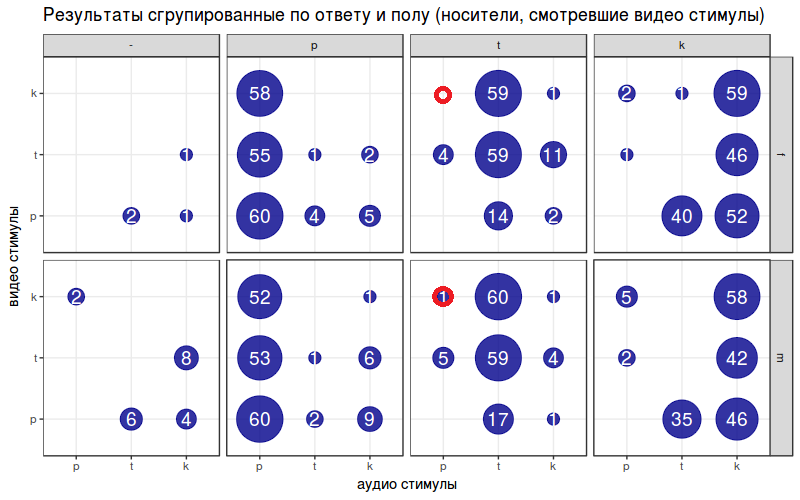 Результаты сгрупированные по ответу и полу (носители, смотревшие видео стимулы)
- p t k
k 58 59 1 2 1 59
t 1 55 1 2 4 59 11 1 46 f
p 2 1 60 4 5 14 2 40 52
видео стимулы
k 2 52 1 1 60 1 5 58
t 8 53 1 6 5 59 4 2 42 m
p 6 4 60 2 9 17 1 35 46
p t k p t k p t k p t k
аудио стимулы